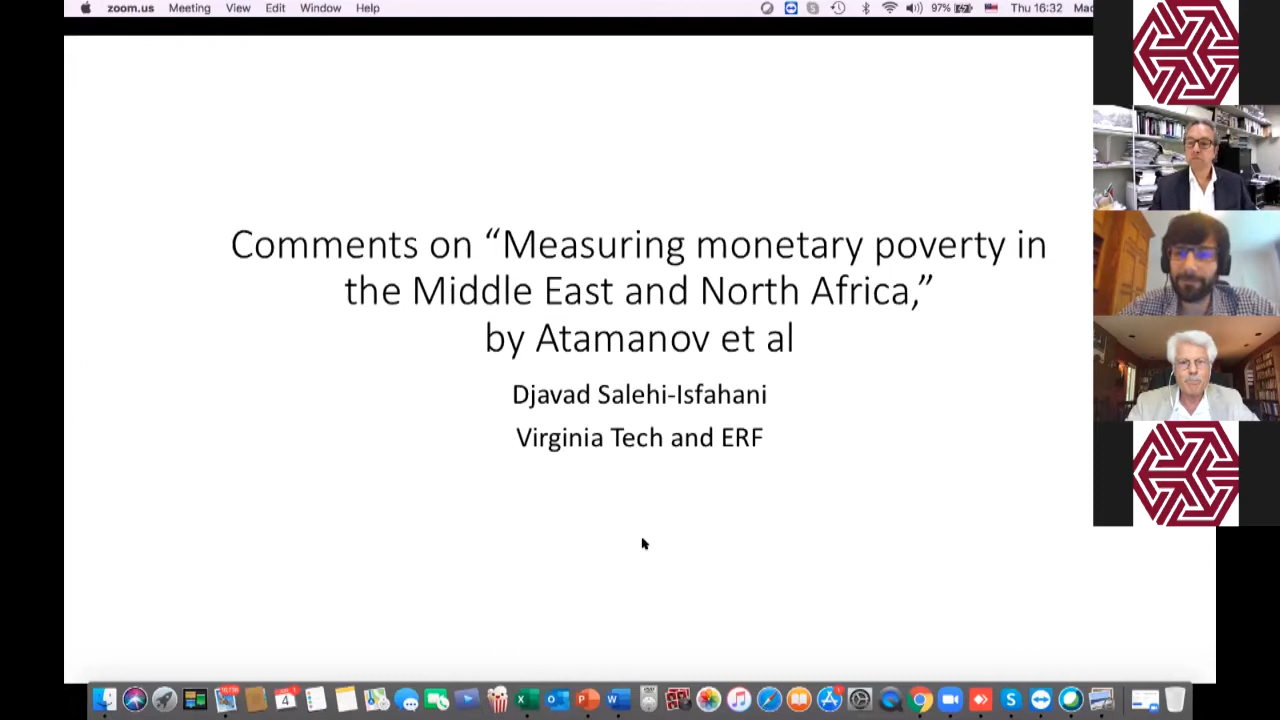 zoom.us Meeting View Edit Window Help 97% Thu 16:32
Comments on “Measuring monetary poverty in
the Middle East and North Africa,”
by Atamanov et al
Djavad Salehi-Isfahani
Virginia Tech and ERF
4